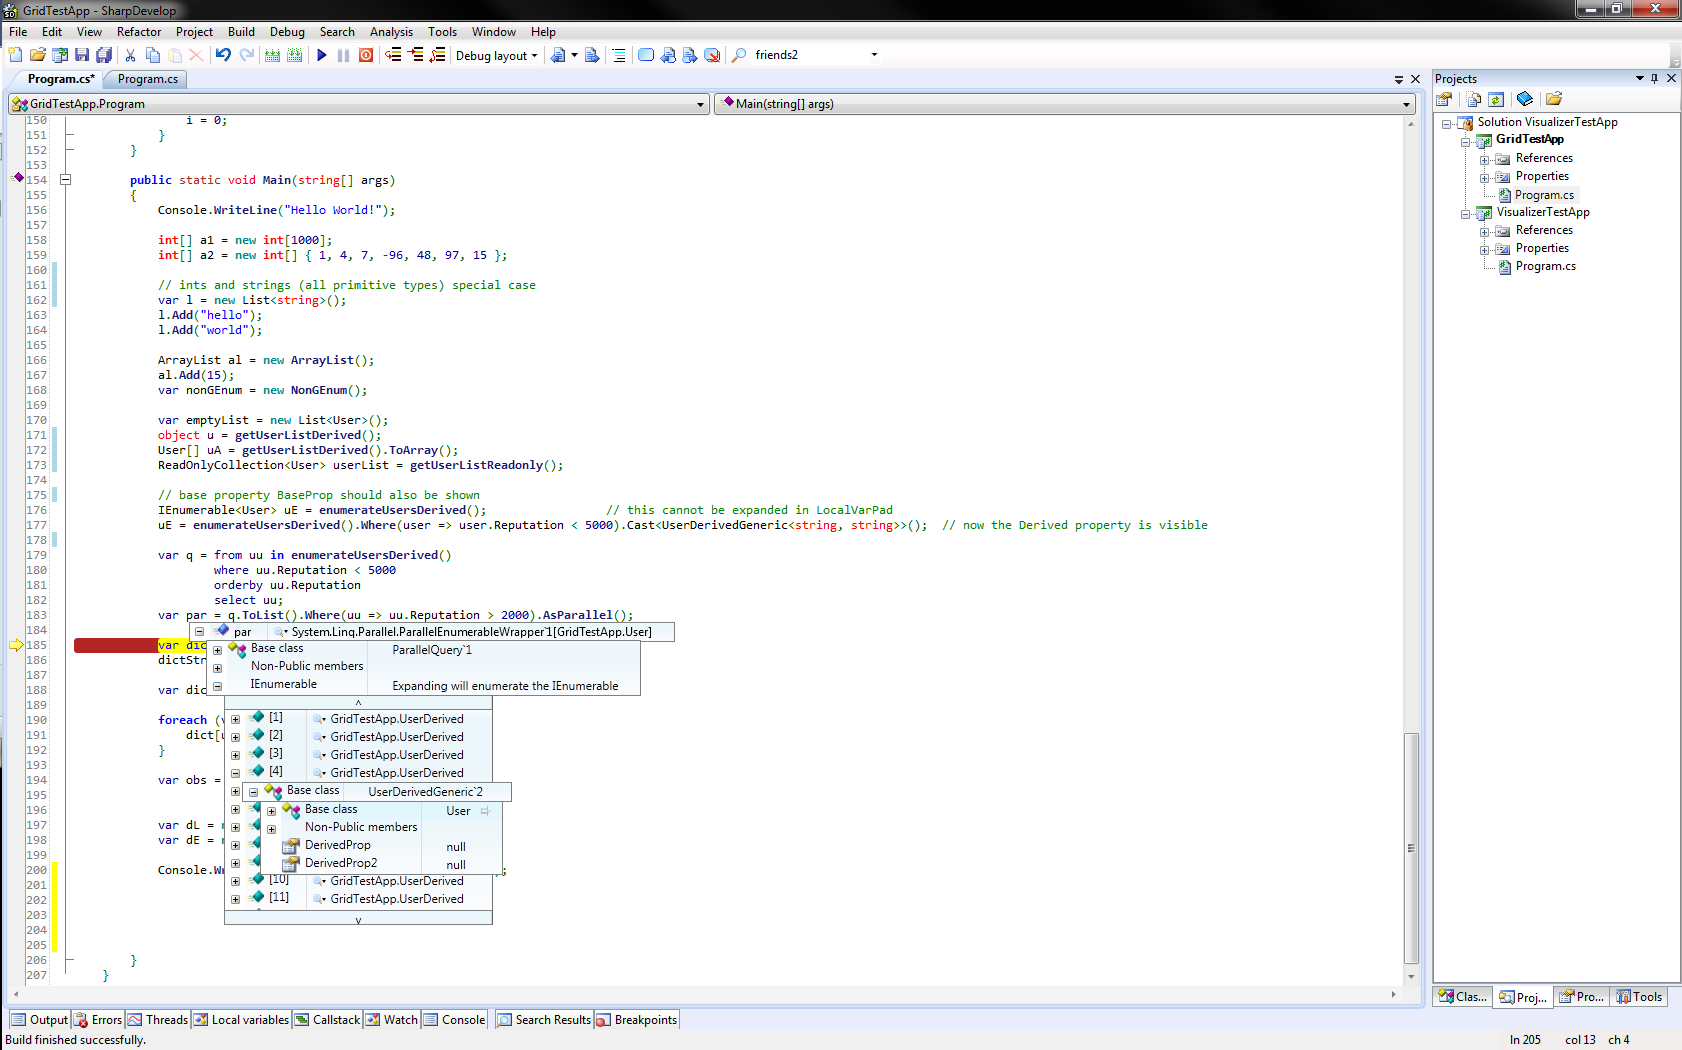 GridTestApp - SharpDevelop
File Edit View Refactor Project Build Debug Search Analysis Tools Window Help
Debug layout friends2
Program.cs* Program.cs
GridTestApp.Program Main(string[] args)
150 i = 0;
151 }
152 }
153
154 public static void Main(string[] args)
155 {
156 Console.WriteLine("Hello World!");
157
158 int[] a1 = new int[1000];
159 int[] a2 = new int[] { 1, 4, 7, -96, 48, 97, 15 };
160
161 // ints and strings (all primitive types) special case
162 var l = new List<string>();
163 l.Add("hello");
164 l.Add("world");
165
166 ArrayList al = new ArrayList();
167 al.Add(15);
168 var nonGEnum = new NonGEnum();
169
170 var emptyList = new List<User>();
171 object u = getUserListDerived();
172 User[] uA = getUserListDerived().ToArray();
173 ReadOnlyCollection<User> userList = getUserListReadonly();
174
175 // base property BaseProp should also be shown
176 IEnumerable<User> uE = enumerateUsersDerived(); // this cannot be expanded in LocalVarPad
177 uE = enumerateUsersDerived().Where(user => user.Reputation < 5000).Cast<UserDerivedGeneric<string, string>>(); // now the Derived property is visible
178
179 var q = from uu in enumerateUsersDerived()
180 where uu.Reputation < 5000
181 orderby uu.Reputation
182 select uu;
183 var par = q.ToList().Where(uu => uu.Reputation > 2000).AsParallel();
184
par System.Linq.Parallel.ParallelEnumerableWrapper`1[GridTestApp.User]
185 var dic
Base class ParallelQuery`1
186 dictStr
Non-Public members
187
IEnumerable Expanding will enumerate the IEnumerable
188 var dic
189
190 foreach (
[1] GridTestApp.UserDerived
191 dict[
[2] GridTestApp.UserDerived
192 }
[3] GridTestApp.UserDerived
193
[4] GridTestApp.UserDerived
194 var obs =
195
Base class UserDerivedGeneric`2
196
Base class User
197 var dL =
Non-Public members
198 var dE =
DerivedProp null
199
DerivedProp2 null
200 Console.W ;
201
[10] GridTestApp.UserDerived
202
[11] GridTestApp.UserDerived
203
204
205
206 }
207 }
Projects
Solution VisualizerTestApp
GridTestApp
References
Properties
Program.cs
VisualizerTestApp
References
Properties
Program.cs
Clas... Proj... Pro... Tools
Output Errors Threads Local variables Callstack Watch Console Search Results Breakpoints
Build finished successfully. ln 205 col 13 ch 4